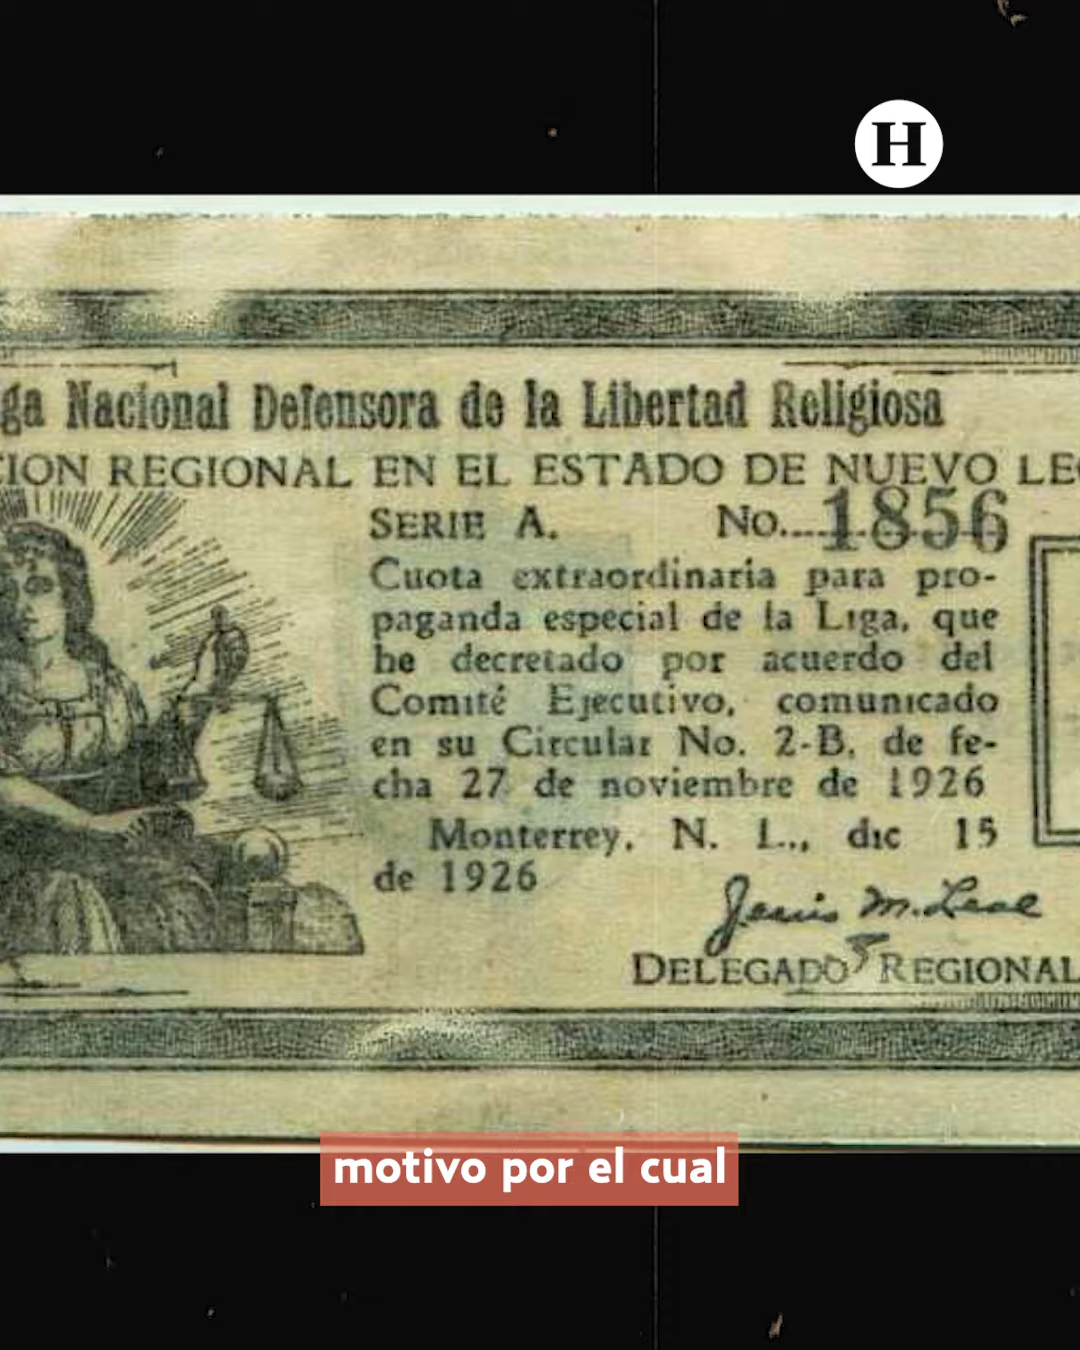 H
ga Nacional Defensora de la Libertad Religiosa
CION REGIONAL EN EL ESTADO DE NUEVO LE
SERIE A. No....1856
Cuota extraordinaria para pro-
paganda especial de la Liga, que
he decretado por acuerdo del
Comité Ejecutivo, comunicado
en su Circular No. 2-B, de fe-
cha 27 de noviembre de 1926
Monterrey, N. L., dic 15
de 1926
Jesús M. Leal
DELEGADO REGIONAL
motivo por el cual